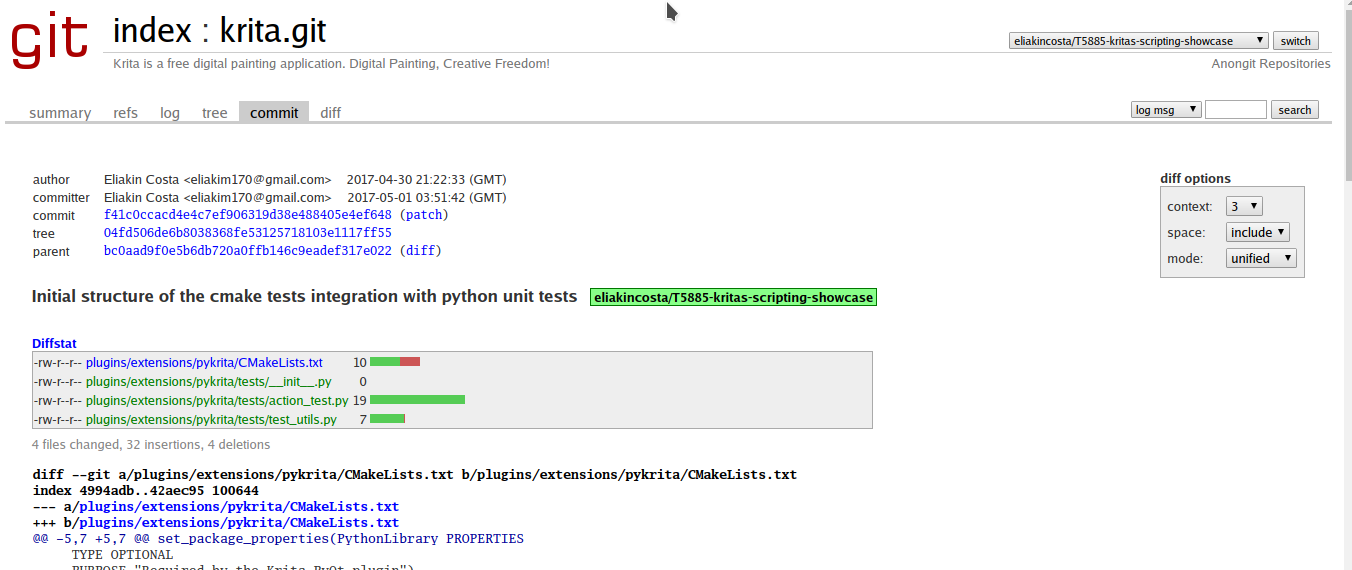 git
index : krita.git
eliakincosta/T5885-kritas-scripting-showcase switch
Krita is a free digital painting application. Digital Painting, Creative Freedom! Anongit Repositories
summary refs log tree commit diff log msg search
author Eliakin Costa <eliakim170@gmail.com> 2017-04-30 21:22:33 (GMT)
committer Eliakin Costa <eliakim170@gmail.com> 2017-05-01 03:51:42 (GMT)
commit f41c0ccacd4e4c7ef906319d38e488405e4ef648 (patch)
tree 04fd506de6b8038368fe53125718103e1117ff55
parent bc0aad9f0e5b6db720a0ffb146c9eadef317e022 (diff)
diff options
context: 3
space: include
mode: unified
Initial structure of the cmake tests integration with python unit tests eliakincosta/T5885-kritas-scripting-showcase
Diffstat
-rw-r--r-- plugins/extensions/pykrita/CMakeLists.txt 10
-rw-r--r-- plugins/extensions/pykrita/tests/__init__.py 0
-rw-r--r-- plugins/extensions/pykrita/tests/action_test.py 19
-rw-r--r-- plugins/extensions/pykrita/tests/test_utils.py 7
4 files changed, 32 insertions, 4 deletions
diff --git a/plugins/extensions/pykrita/CMakeLists.txt b/plugins/extensions/pykrita/CMakeLists.txt
index 4994adb..42aec95 100644
--- a/plugins/extensions/pykrita/CMakeLists.txt
+++ b/plugins/extensions/pykrita/CMakeLists.txt
@@ -5,7 +5,7 @@ set_package_properties(PythonLibrary PROPERTIES
TYPE OPTIONAL
PURPOSE "Required by the Krita PyQt plugin")